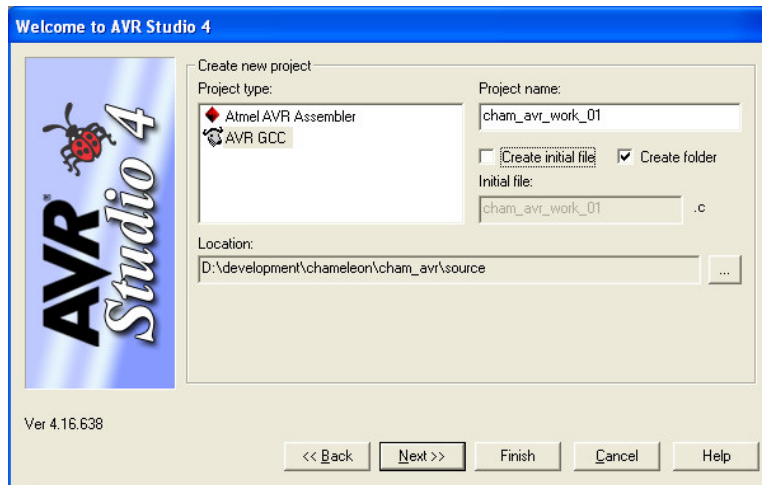 Welcome to AVR Studio 4
AVR
Studio 4
Create new project
Project type:
Atmel AVR Assembler
AVR GCC
Project name:
cham_avr_work_01
Create initial file
Create folder
Initial file:
cham_avr_work_01
.c
Location:
D:\development\chameleon\cham_avr\source
...
Ver 4.16.638
<< Back
Next >>
Finish
Cancel
Help